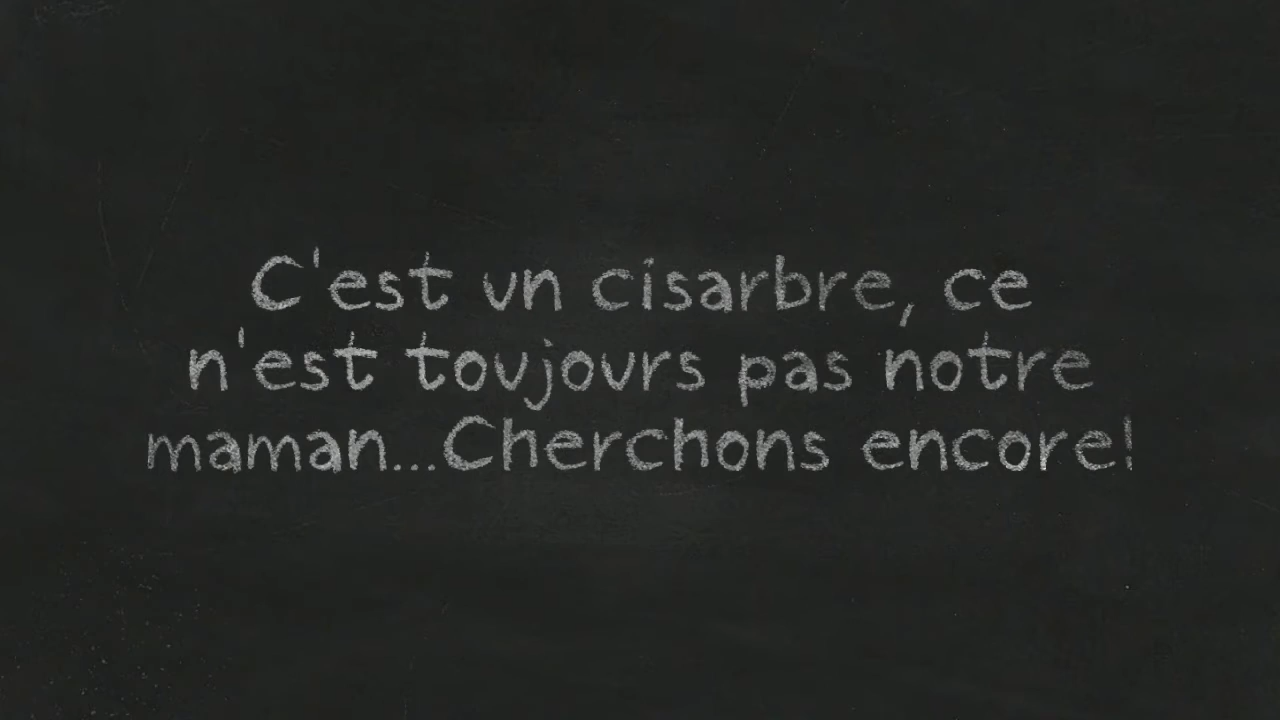 C'est un cisarbre, ce
n'est toujours pas notre
maman...Cherchons encore!